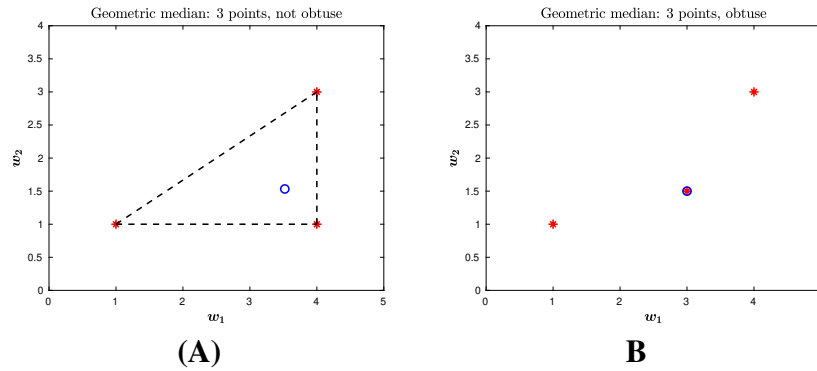 Geometric median: 3 points, not obtuse
4
3.5
3
2.5
2
1.5
1
0.5
0
w₂
0 1 2 3 4 5
w₁
(A)
Geometric median: 3 points, obtuse
4
3.5
3
2.5
2
1.5
1
0.5
0
w₂
0 1 2 3 4
w₁
B